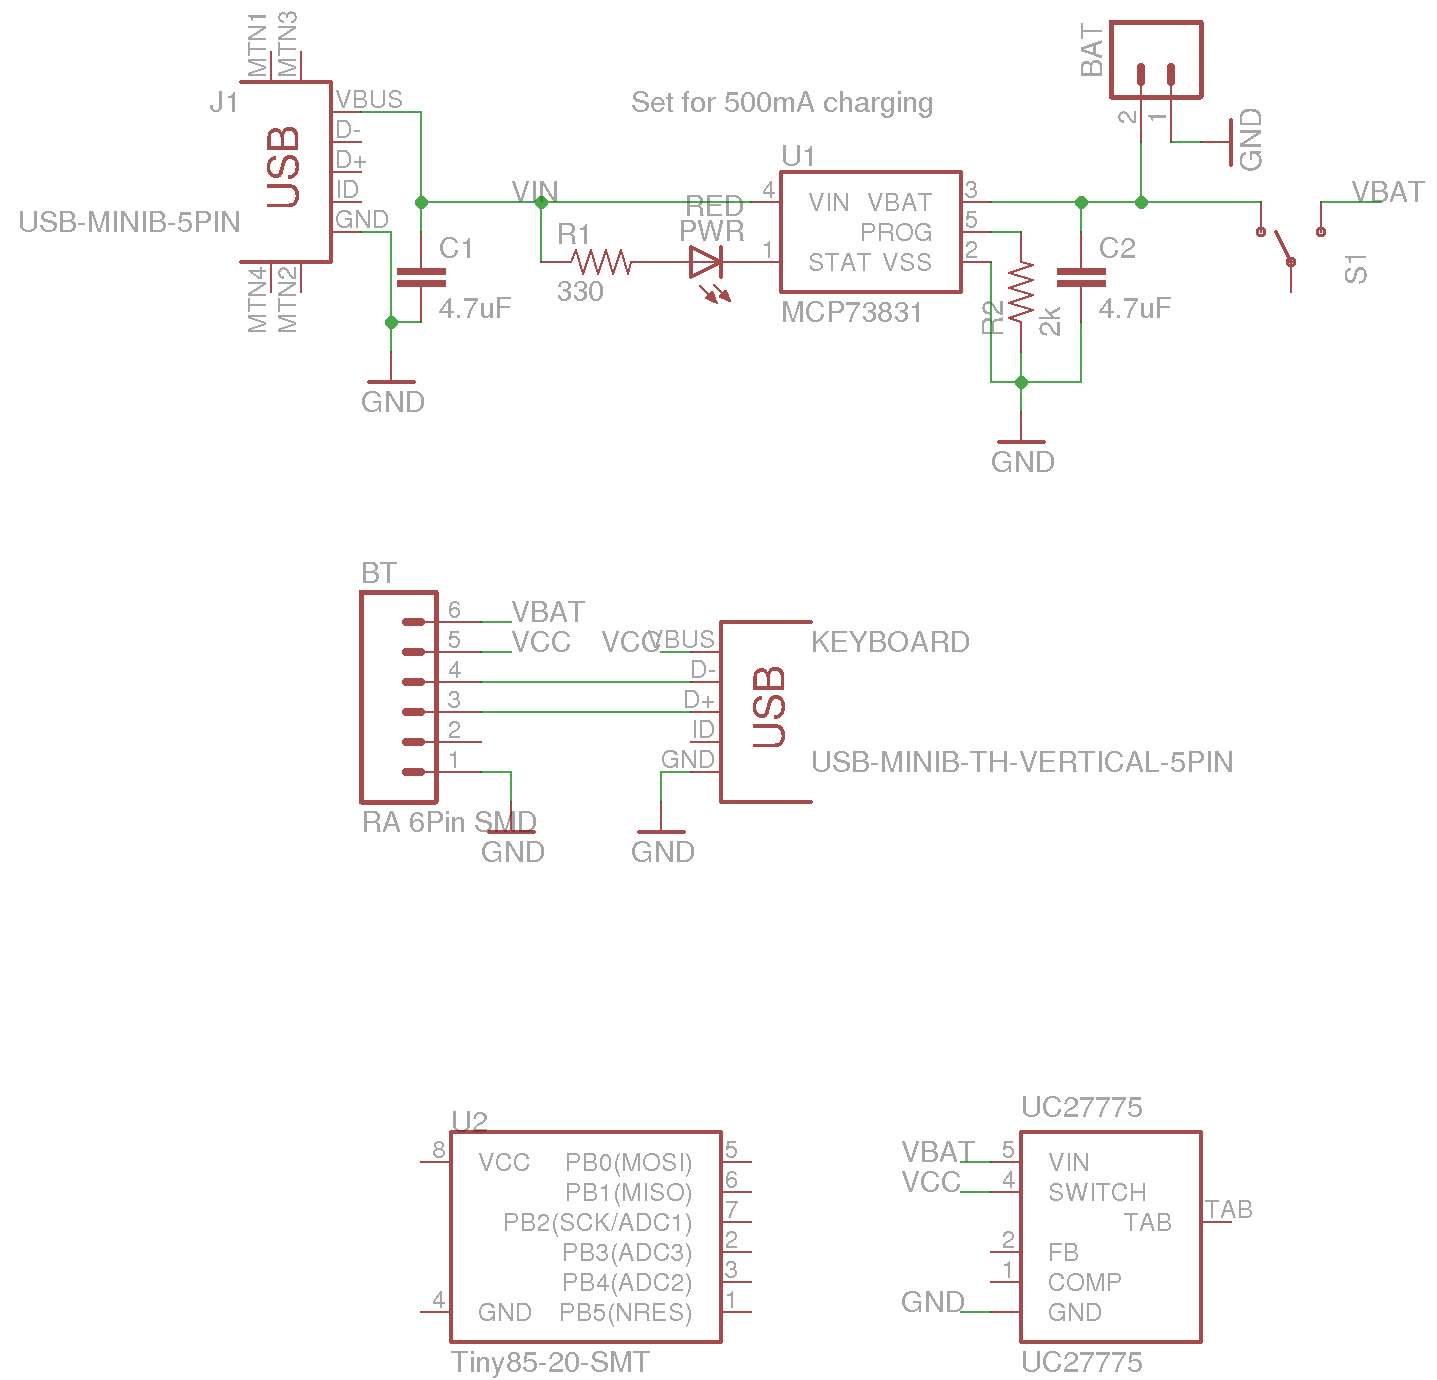 MTN1
MTN3
J1
VBUS
D-
D+
ID
GND
USB
USB-MINIB-5PIN
MTN4
MTN2
C1
4.7uF
GND
Set for 500mA charging
VIN
R1
330
RED
PWR
U1
4
1
VIN VBAT
PROG
STAT VSS
3
5
2
MCP73831
R2
2k
C2
4.7uF
GND
BAT
2
1
GND
VBAT
S1
BT
6
5
4
3
2
1
VBAT
VCC
RA 6Pin SMD
GND
VCC
VBUS
D-
D+
ID
GND
GND
USB
KEYBOARD
USB-MINIB-TH-VERTICAL-5PIN
U2
8
4
VCC
GND
PB0(MOSI)
PB1(MISO)
PB2(SCK/ADC1)
PB3(ADC3)
PB4(ADC2)
PB5(NRES)
5
6
7
2
3
1
Tiny85-20-SMT
UC27775
VBAT
VCC
GND
5
4
2
1
VIN
SWITCH
TAB
FB
COMP
GND
TAB
UC27775